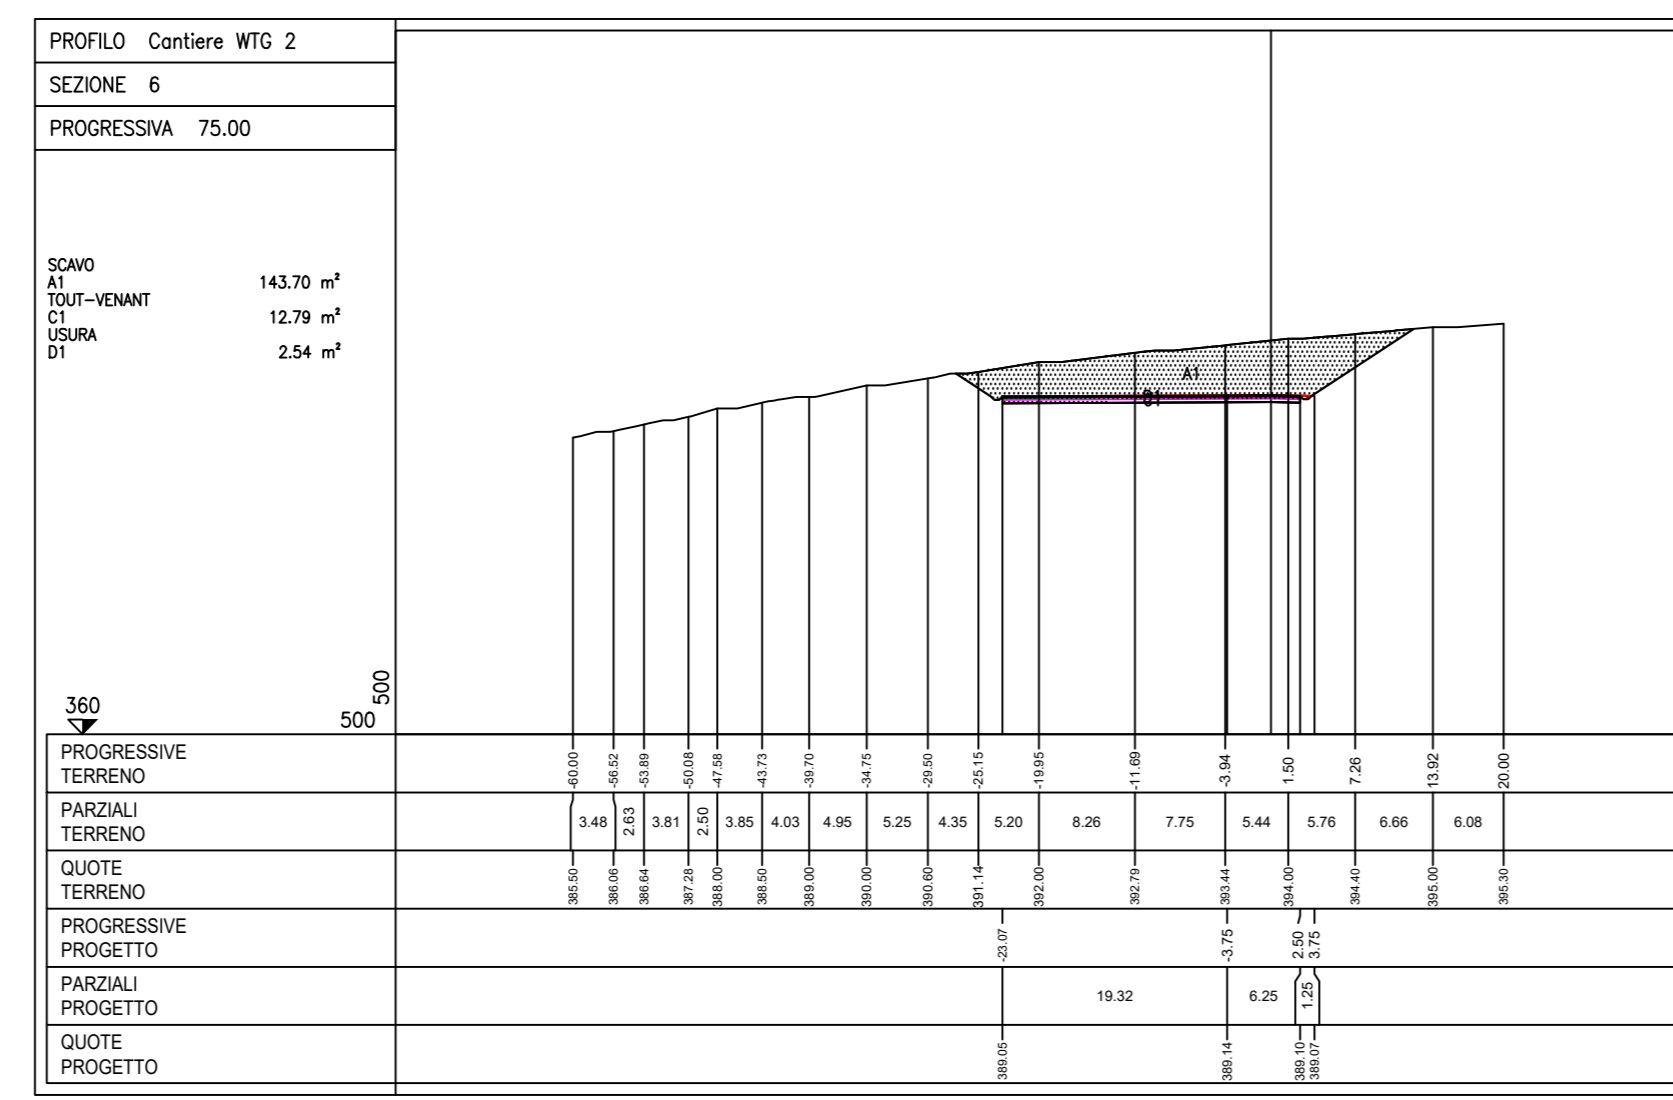 PROFILO Cantiere WTG 2
SEZIONE 6
PROGRESSIVA 75.00
SCAVO
A1 143.70 m²
TOUT-VENANT
C1 12.79 m²
USURA
D1 2.54 m²
A1
D1
360
500
500
PROGRESSIVE TERRENO
-60.00 -56.52 -53.89 -50.08 -47.58 -43.73 -39.70 -34.75 -29.50 -25.15 -19.95 -11.69 -3.94 1.50 7.26 13.92 20.00
PARZIALI TERRENO
3.48 2.63 3.81 2.50 3.85 4.03 4.95 5.25 4.35 5.20 8.26 7.75 5.44 5.76 6.66 6.08
QUOTE TERRENO
385.50 386.06 386.64 387.28 388.00 388.50 389.00 390.00 390.60 391.14 392.00 392.79 393.44 394.00 394.40 395.00 395.30
PROGRESSIVE PROGETTO
-23.07 -3.75 2.50 3.75
PARZIALI PROGETTO
19.32 6.25 1.25
QUOTE PROGETTO
389.05 389.14 389.10 389.07